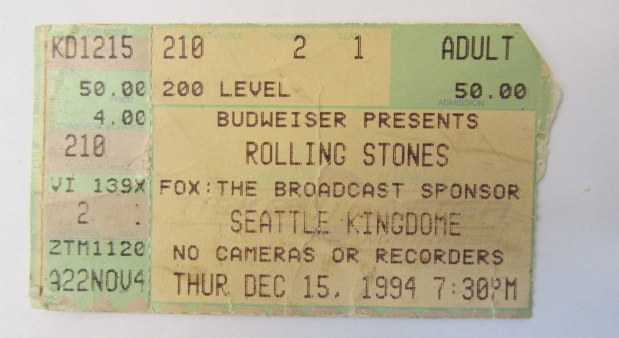 KD1215
50.00
4.00
210
VI 139X
2
ZTM1120
A22NOV4
210 2 1 ADULT
200 LEVEL 50.00
ADMISSION
BUDWEISER PRESENTS
ROLLING STONES
FOX:THE BROADCAST SPONSOR
SEATTLE KINGDOME
NO CAMERAS OR RECORDERS
THUR DEC 15, 1994 7:30PM